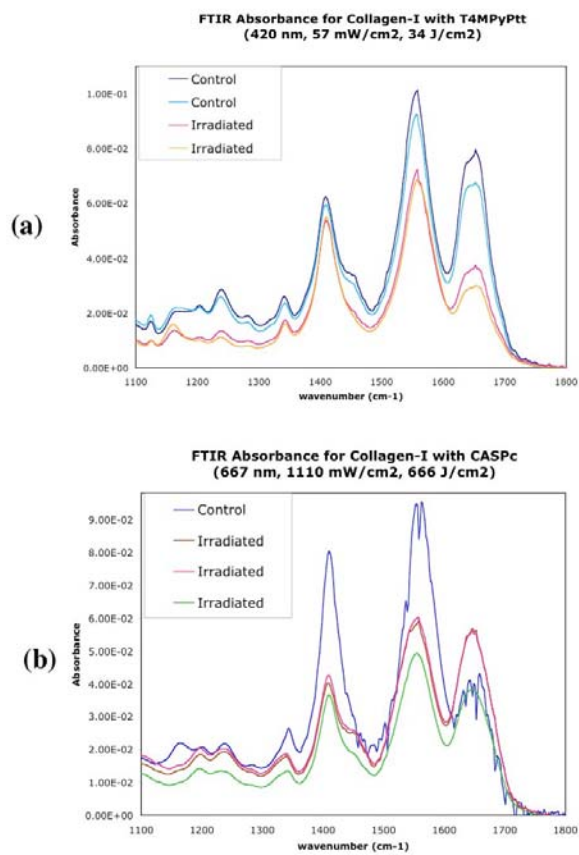 FTIR Absorbance for Collagen-I with T4MPyPtt
(420 nm, 57 mW/cm2, 34 J/cm2)
(a)
Absorbance
1.00E-01
8.00E-02
6.00E-02
4.00E-02
2.00E-02
0.00E+00
Control
Control
Irradiated
Irradiated
1100 1200 1300 1400 1500 1600 1700 1800
wavenumber (cm-1)
FTIR Absorbance for Collagen-I with CASPc
(667 nm, 1110 mW/cm2, 666 J/cm2)
(b)
Absorbance
9.00E-02
8.00E-02
7.00E-02
6.00E-02
5.00E-02
4.00E-02
3.00E-02
2.00E-02
1.00E-02
0.00E+00
Control
Irradiated
Irradiated
Irradiated
1100 1200 1300 1400 1500 1600 1700 1800
wavenumber (cm-1)